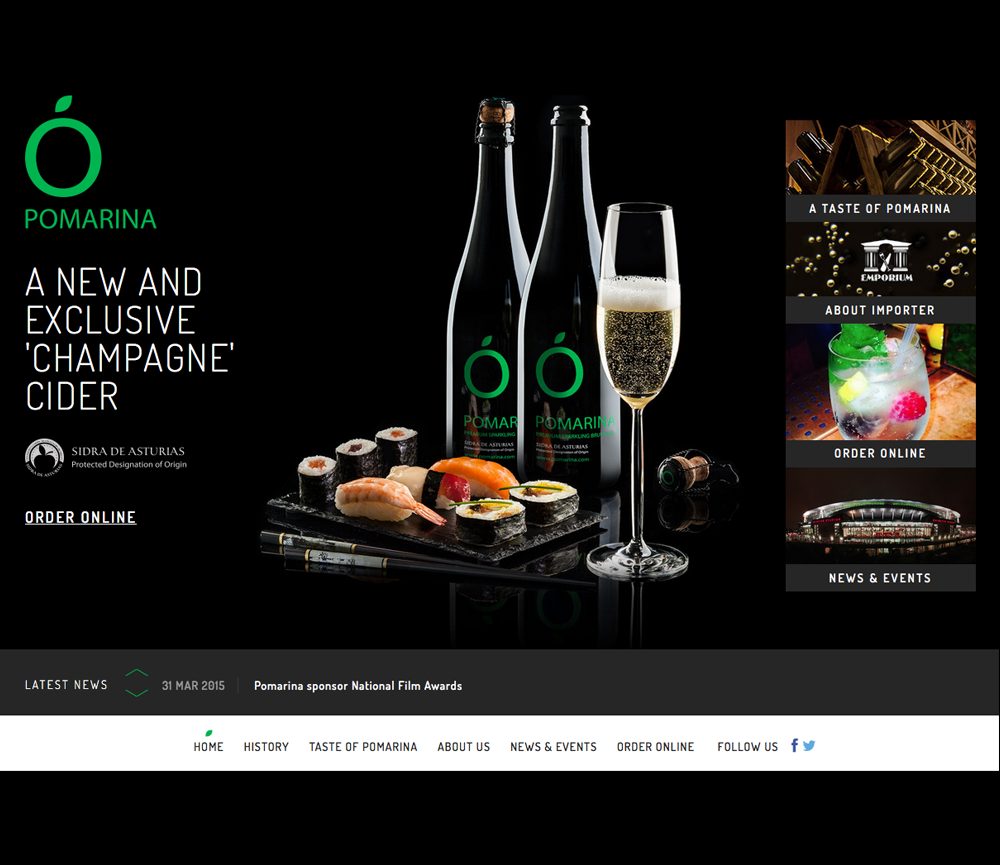 Ó
POMARINA
A NEW AND
EXCLUSIVE
'CHAMPAGNE'
CIDER
SIDRA DE ASTURIAS
Protected Designation of Origin
ORDER ONLINE
Ó
POMAR
SIDRA DE ASTURIAS
Protected Designation of Origin
www.pomarina.com
Ó
POMARINA
PREMIUM SPARKLING BRUT
SIDRA DE ASTURIAS
Protected Designation of Origin
www.pomarina.com
A TASTE OF POMARINA
EMPORIUM
ABOUT IMPORTER
ORDER ONLINE
NEWS & EVENTS
LATEST NEWS
31 MAR 2015
Pomarina sponsor National Film Awards
HOME HISTORY TASTE OF POMARINA ABOUT US NEWS & EVENTS ORDER ONLINE FOLLOW US